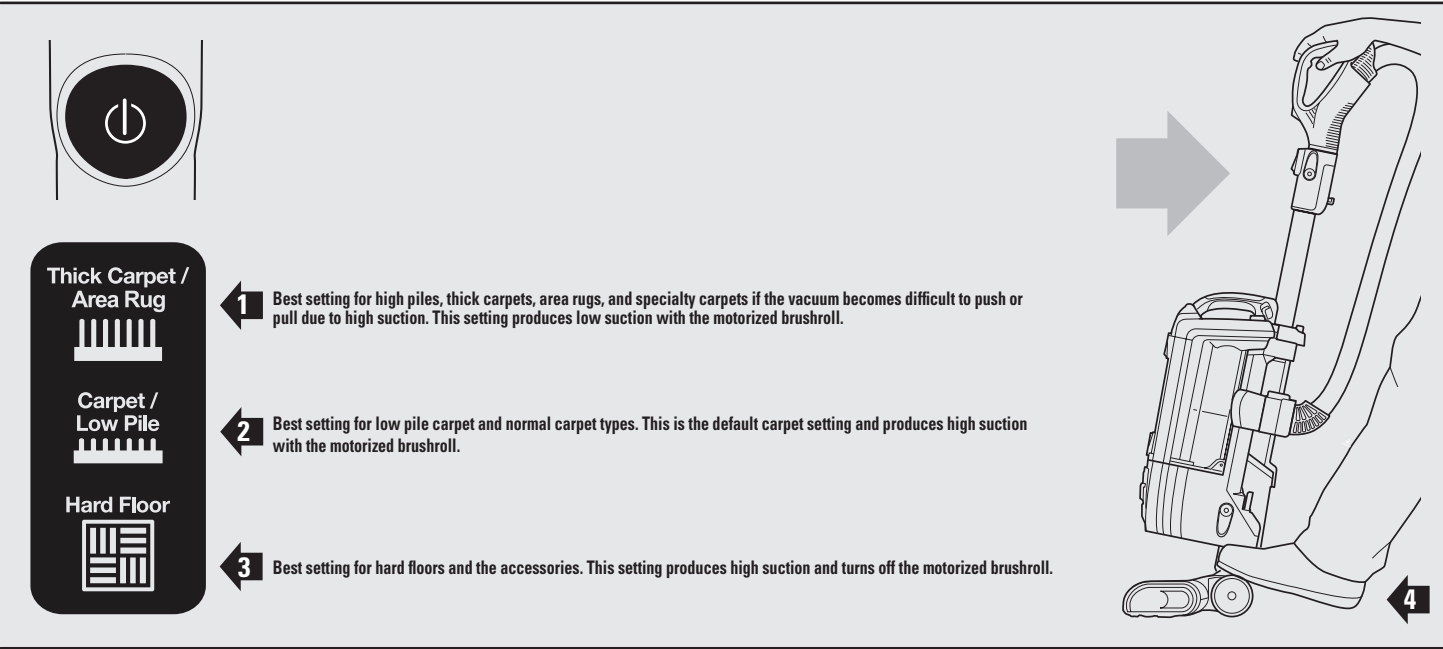 Thick Carpet /
Area Rug
1
Best setting for high piles, thick carpets, area rugs, and specialty carpets if the vacuum becomes difficult to push or
pull due to high suction. This setting produces low suction with the motorized brushroll.
Carpet /
Low Pile
2
Best setting for low pile carpet and normal carpet types. This is the default carpet setting and produces high suction
with the motorized brushroll.
Hard Floor
3
Best setting for hard floors and the accessories. This setting produces high suction and turns off the motorized brushroll.
4